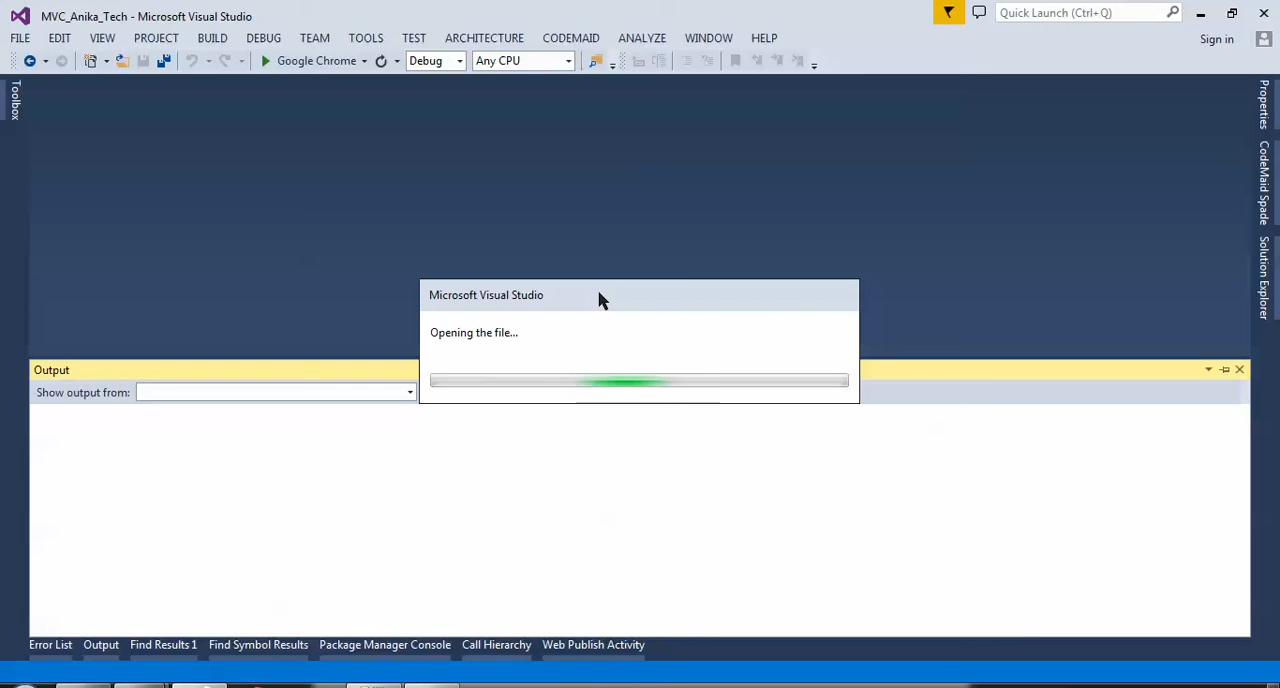 MVC_Anika_Tech - Microsoft Visual Studio
Quick Launch (Ctrl+Q)
FILE EDIT VIEW PROJECT BUILD DEBUG TEAM TOOLS TEST ARCHITECTURE CODEMAID ANALYZE WINDOW HELP
Sign in
Google Chrome Debug Any CPU
Toolbox
Properties
CodeMaid Spade
Solution Explorer
Microsoft Visual Studio
Opening the file...
Output
Show output from:
Error List Output Find Results 1 Find Symbol Results Package Manager Console Call Hierarchy Web Publish Activity